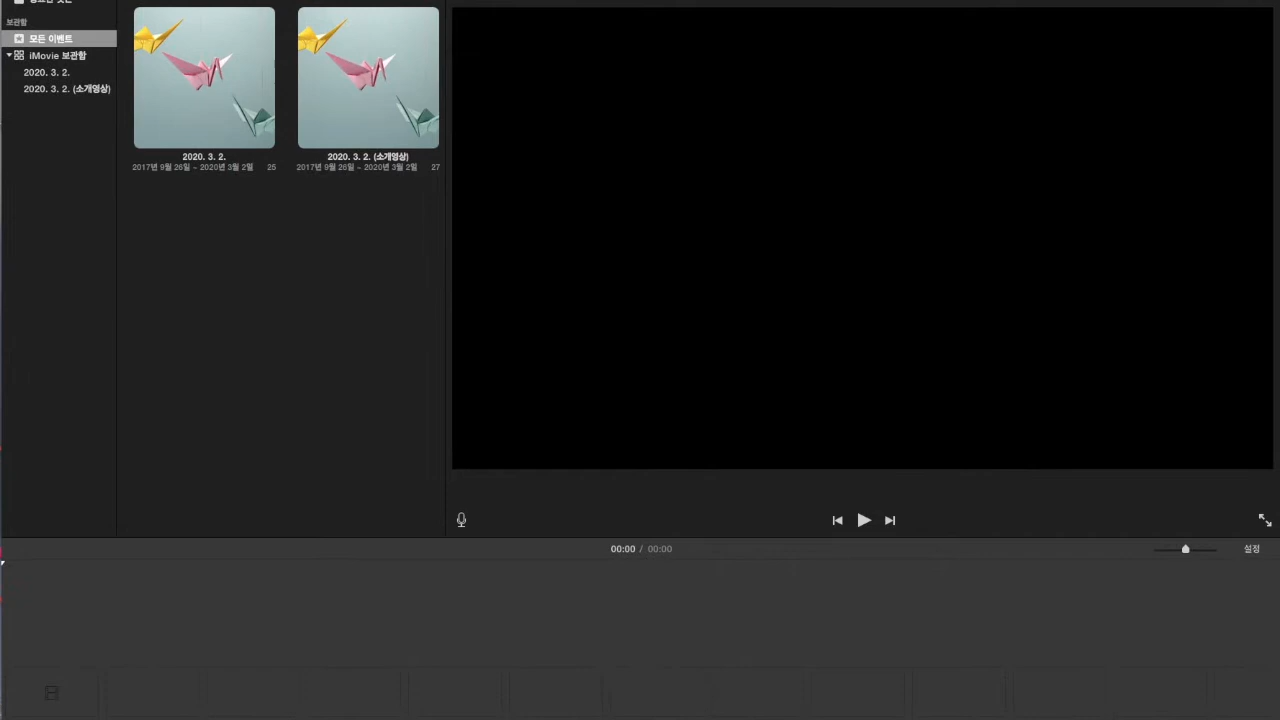 보관함
모든 이벤트
iMovie 보관함
2020. 3. 2.
2020. 3. 2. (소개영상)
2020. 3. 2.
2017년 9월 26일 ~ 2020년 3월 2일 25
2020. 3. 2. (소개영상)
2017년 9월 26일 ~ 2020년 3월 2일 27
00:00 / 00:00
설정